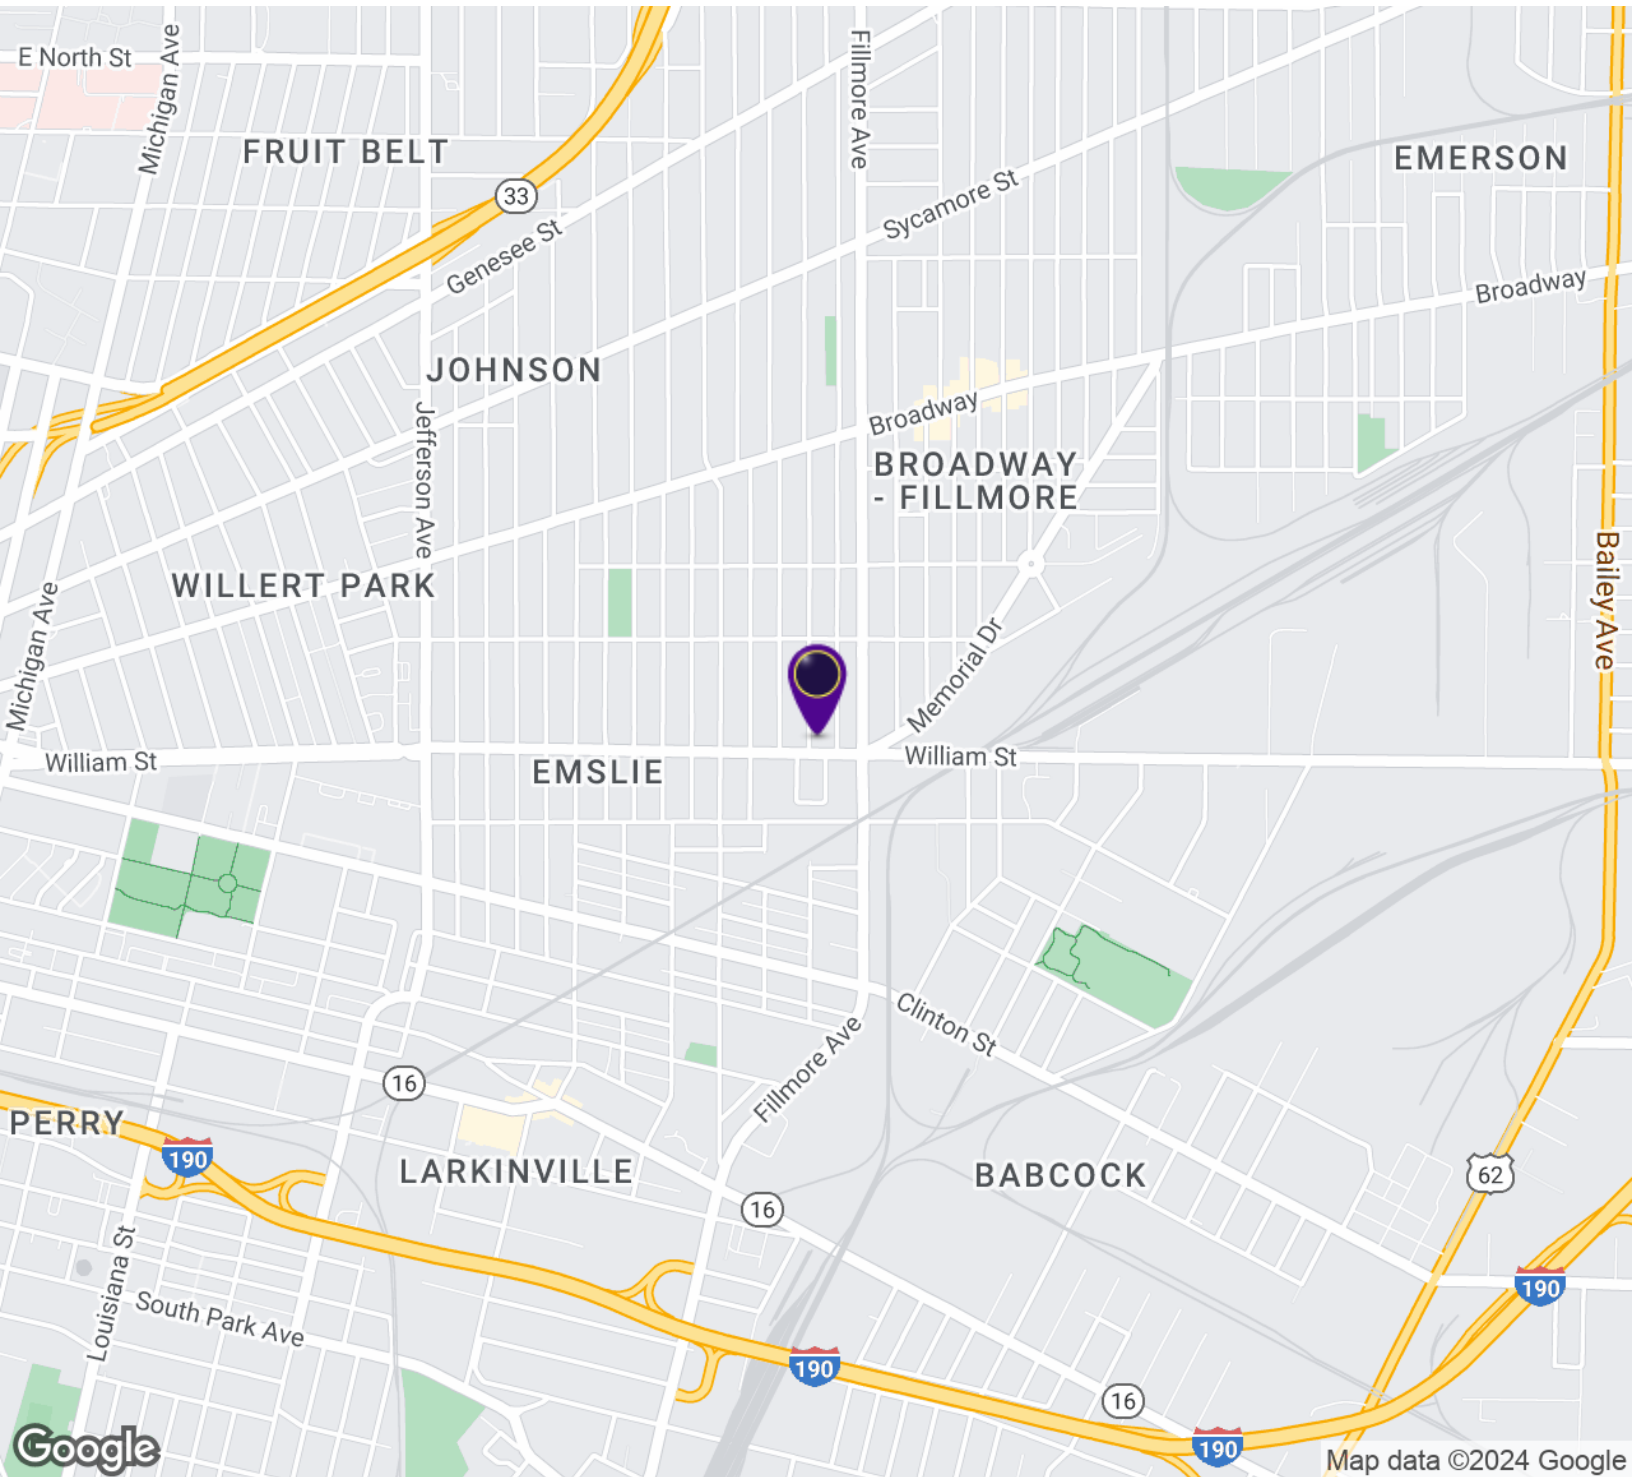 E North St
Michigan Ave
Fillmore Ave
FRUIT BELT
EMERSON
33
Sycamore St
Genesee St
Broadway
JOHNSON
Broadway
Jefferson Ave
BROADWAY
- FILLMORE
WILLERT PARK
Bailey Ave
Michigan Ave
Memorial Dr
William St
William St
EMSLIE
Clinton St
Fillmore Ave
16
PERRY
190
LARKINVILLE
BABCOCK
62
16
Louisiana St
South Park Ave
190
190
16
190
Google
Map data ©2024 Google